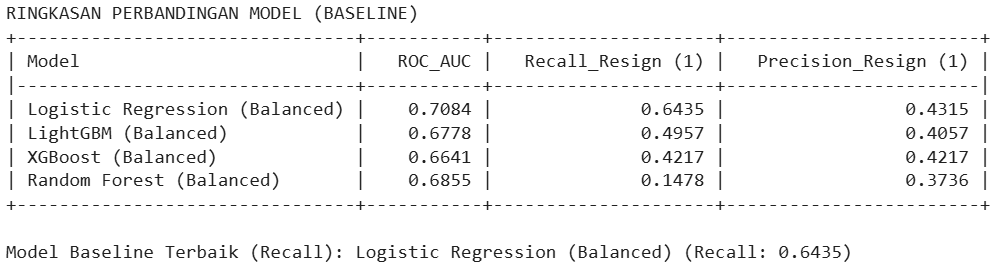 RINGKASAN PERBANDINGAN MODEL (BASELINE)
+--------------------------------+-----------+---------------------+------------------------+
| Model                          |   ROC_AUC |   Recall_Resign (1) |   Precision_Resign (1) |
|--------------------------------+-----------+---------------------+------------------------|
| Logistic Regression (Balanced) |    0.7084 |              0.6435 |                 0.4315 |
| LightGBM (Balanced)            |    0.6778 |              0.4957 |                 0.4057 |
| XGBoost (Balanced)             |    0.6641 |              0.4217 |                 0.4217 |
| Random Forest (Balanced)       |    0.6855 |              0.1478 |                 0.3736 |
+--------------------------------+-----------+---------------------+------------------------+
Model Baseline Terbaik (Recall): Logistic Regression (Balanced) (Recall: 0.6435)